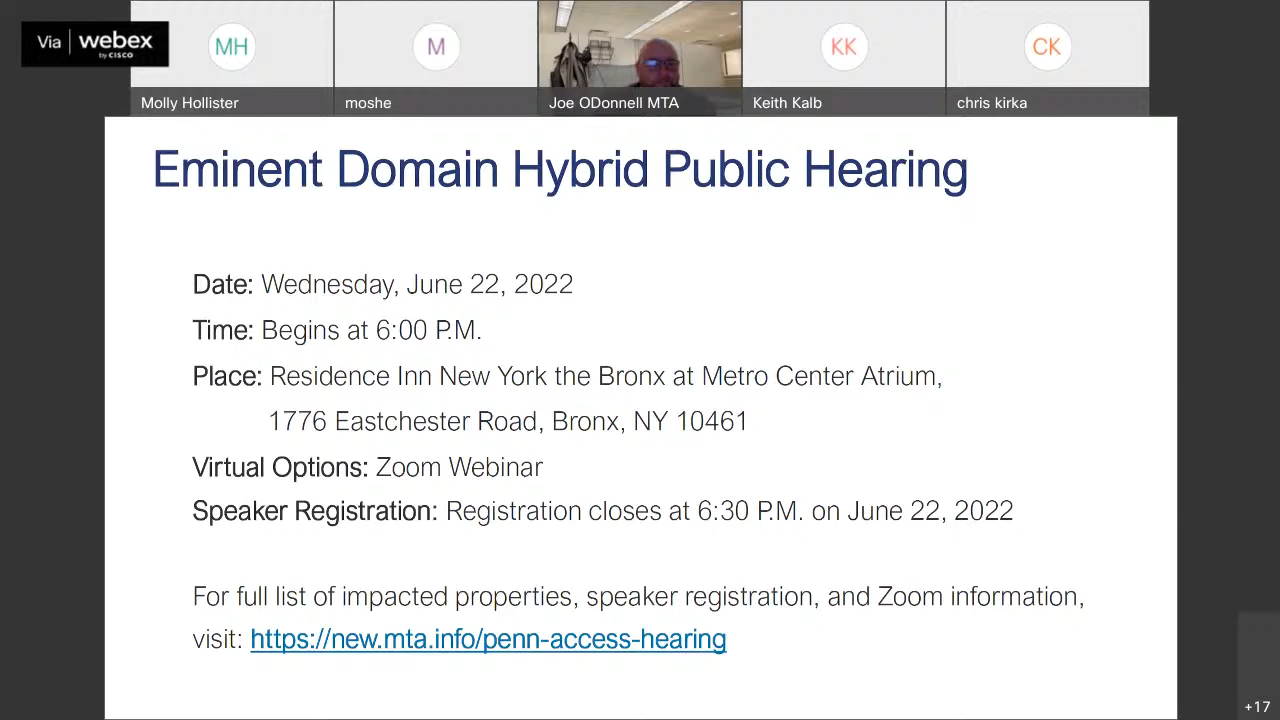 Via webex
by CISCO
MH
M
KK
CK
Molly Hollister
moshe
Joe ODonnell MTA
Keith Kalb
chris kirka
Eminent Domain Hybrid Public Hearing
Date: Wednesday, June 22, 2022
Time: Begins at 6:00 P.M.
Place: Residence Inn New York the Bronx at Metro Center Atrium,
1776 Eastchester Road, Bronx, NY 10461
Virtual Options: Zoom Webinar
Speaker Registration: Registration closes at 6:30 P.M. on June 22, 2022
For full list of impacted properties, speaker registration, and Zoom information,
visit: https://new.mta.info/penn-access-hearing
+17